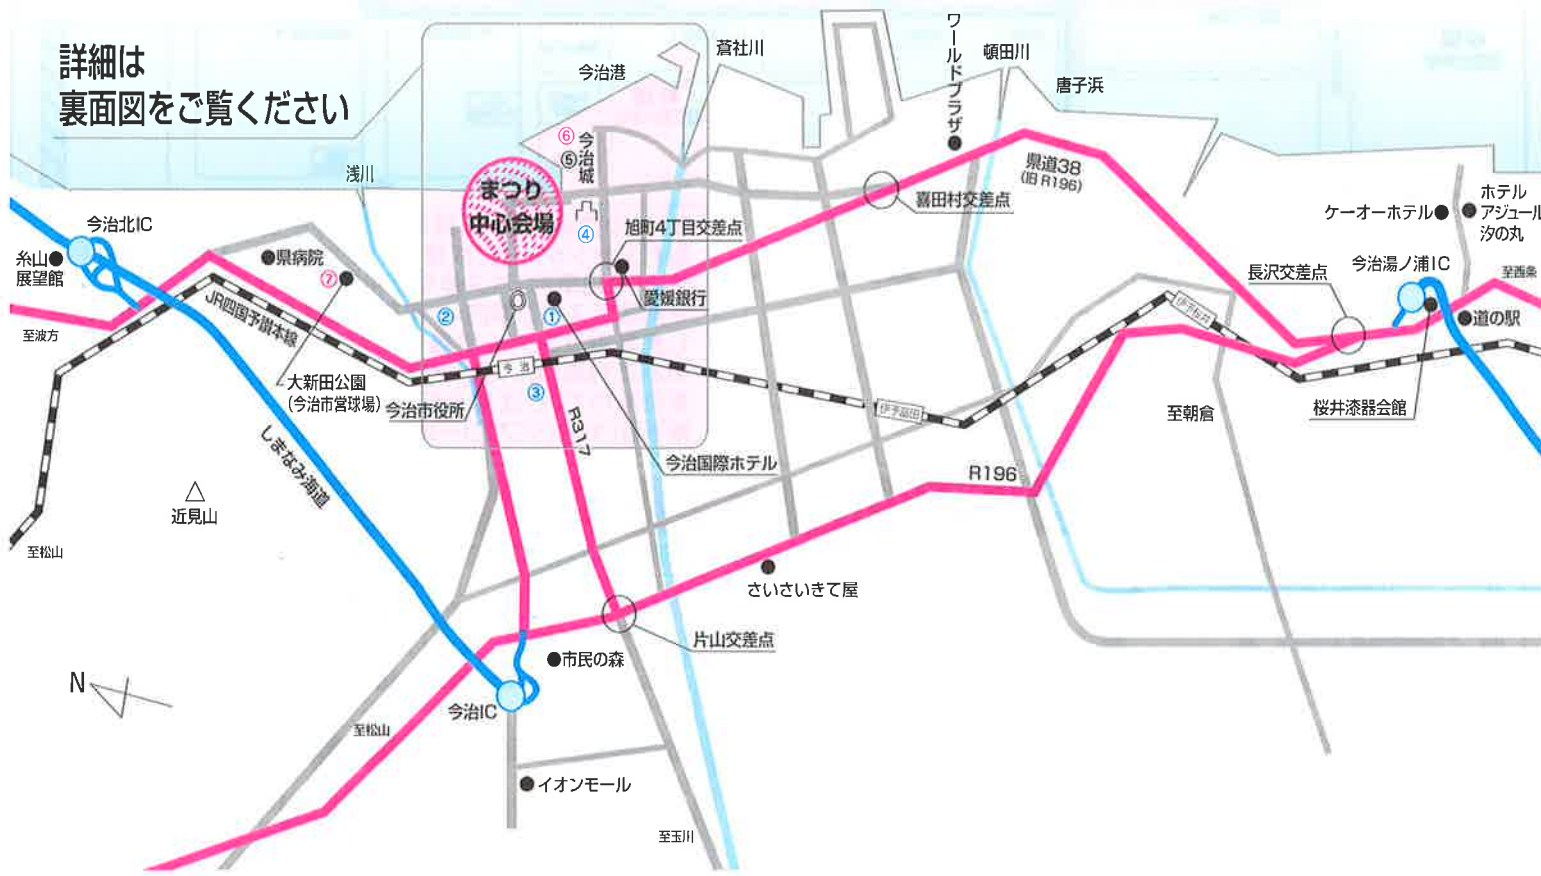 詳細は
裏面図をご覧ください
今治港
蒼社川
ワールドプラザ
頓田川
唐子浜
浅川
⑥
⑤
今治城
まつり
中心会場
④
県道38
(旧 R196)
喜田村交差点
旭町4丁目交差点
ケーオーホテル
ホテル
アジュール
汐の丸
今治北IC
糸山
展望館
県病院
⑦
愛媛銀行
長沢交差点
今治湯ノ浦IC
至西条
道の駅
①
②
③
至波方
JR四国予讃本線
今治
伊予桜井
伊予富田
大新田公園
(今治市営球場)
今治市役所
R317
今治国際ホテル
至朝倉
桜井漆器会館
しまなみ海道
R196
近見山
至松山
さいさいきて屋
片山交差点
市民の森
N
今治IC
至松山
イオンモール
至玉川